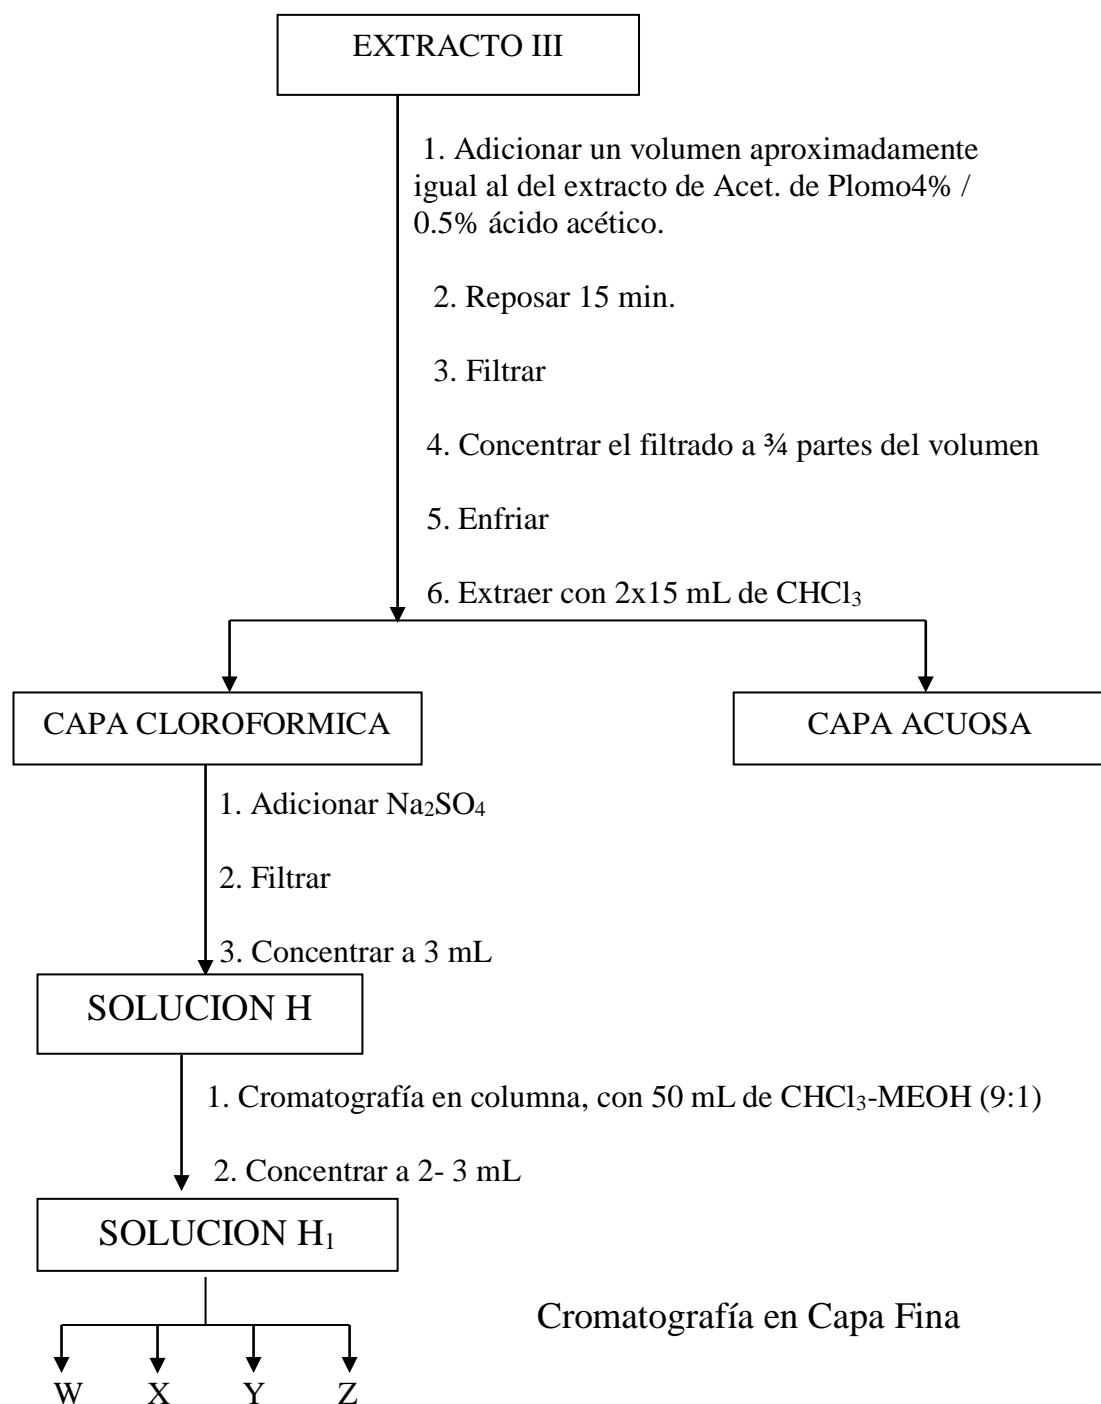 EXTRACTO III
1. Adicionar un volumen aproximadamente
igual al del extracto de Acet. de Plomo4% /
0.5% ácido acético.
2. Reposar 15 min.
3. Filtrar
4. Concentrar el filtrado a ¾ partes del volumen
5. Enfriar
6. Extraer con 2x15 mL de CHCl₃
CAPA CLOROFORMICA
CAPA ACUOSA
1. Adicionar Na₂SO₄
2. Filtrar
3. Concentrar a 3 mL
SOLUCION H
1. Cromatografía en columna, con 50 mL de CHCl₃-MEOH (9:1)
2. Concentrar a 2- 3 mL
SOLUCION H₁
Cromatografía en Capa Fina
W X Y Z